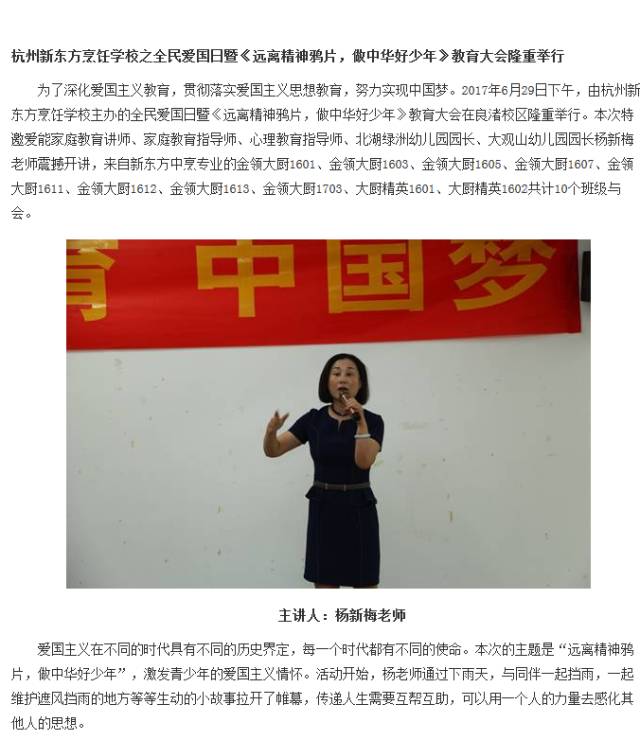 杭州新东方烹饪学校之全民爱国日暨《远离精神鸦片，做中华好少年》教育大会隆重举行
为了深化爱国主义教育，贯彻落实爱国主义思想教育，努力实现中国梦。2017年6月29日下午，由杭州新
东方烹饪学校主办的全民爱国日暨《远离精神鸦片，做中华好少年》教育大会在良渚校区隆重举行。本次特
邀爱能家庭教育讲师、家庭教育指导师、心理教育指导师、北湖绿洲幼儿园园长、大观山幼儿园园长杨新梅
老师震撼开讲，来自新东方中烹专业的金领大厨1601、金领大厨1603、金领大厨1605、金领大厨1607、金领
大厨1611、金领大厨1612、金领大厨1613、金领大厨1703、大厨精英1601、大厨精英1602共计10个班级与
会。
育 中国梦
主讲人：杨新梅老师
爱国主义在不同的时代具有不同的历史界定，每一个时代都有不同的使命。本次的主题是“远离精神鸦
片，做中华好少年”，激发青少年的爱国主义情怀。活动开始，杨老师通过下雨天，与同伴一起挡雨，一起
维护遮风挡雨的地方等等生动的小故事拉开了帷幕，传递人生需要互帮互助，可以用一个人的力量去感化其
他人的思想。